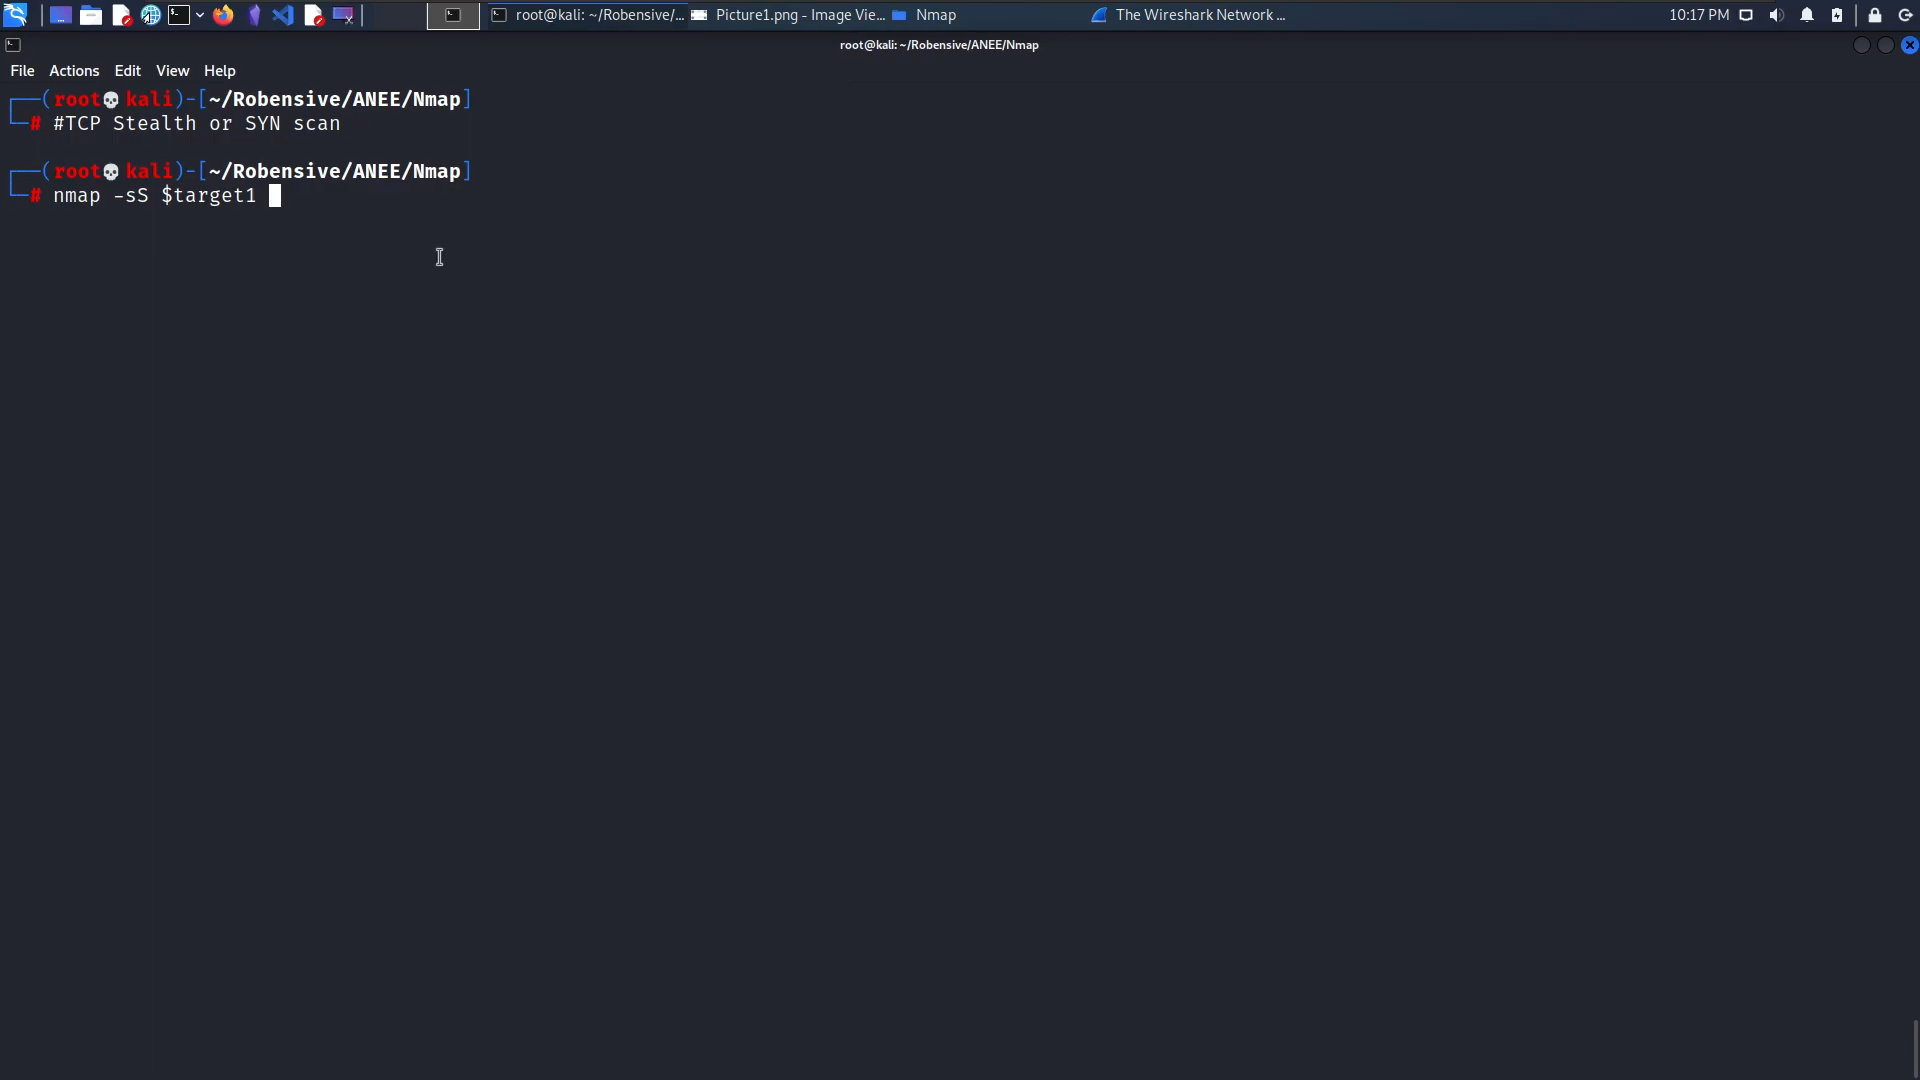 root@kali: ~/Robensive/... Picture1.png - Image Vie... Nmap The Wireshark Network ... 10:17 PM
root@kali: ~/Robensive/ANEE/Nmap
File Actions Edit View Help
┌──(root💀kali)-[~/Robensive/ANEE/Nmap]
└─# #TCP Stealth or SYN scan
┌──(root💀kali)-[~/Robensive/ANEE/Nmap]
└─# nmap -sS $target1